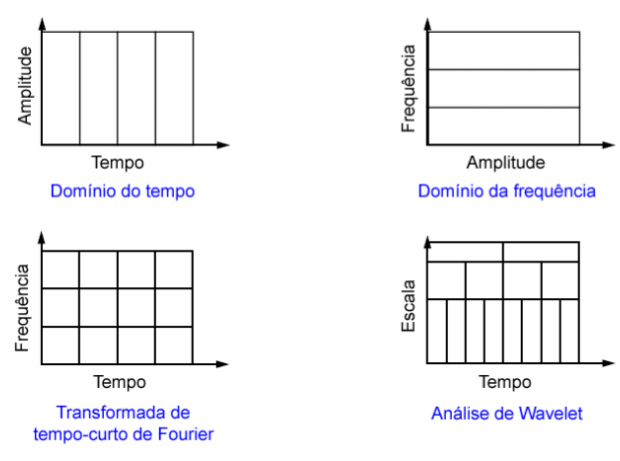 Amplitude
Tempo
Domínio do tempo
Frequência
Amplitude
Domínio da frequência
Frequência
Tempo
Transformada de
tempo-curto de Fourier
Escala
Tempo
Análise de Wavelet